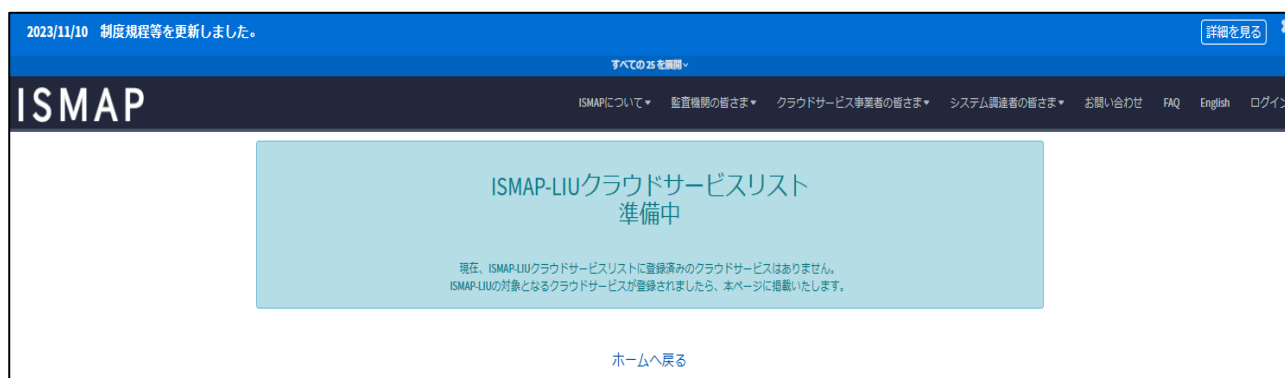 2023/11/10 制度規程等を更新しました。 詳細を見る
すべての 25 を展開
ISMAP ISMAPについて▼ 監査機関の皆さま▼ クラウドサービス事業者の皆さま▼ システム調達者の皆さま▼ お問い合わせ FAQ English ログイン
ISMAP-LIUクラウドサービスリスト
準備中
現在、ISMAP-LIUクラウドサービスリストに登録済みのクラウドサービスはありません。
ISMAP-LIUの対象となるクラウドサービスが登録されましたら、本ページに掲載いたします。
ホームへ戻る